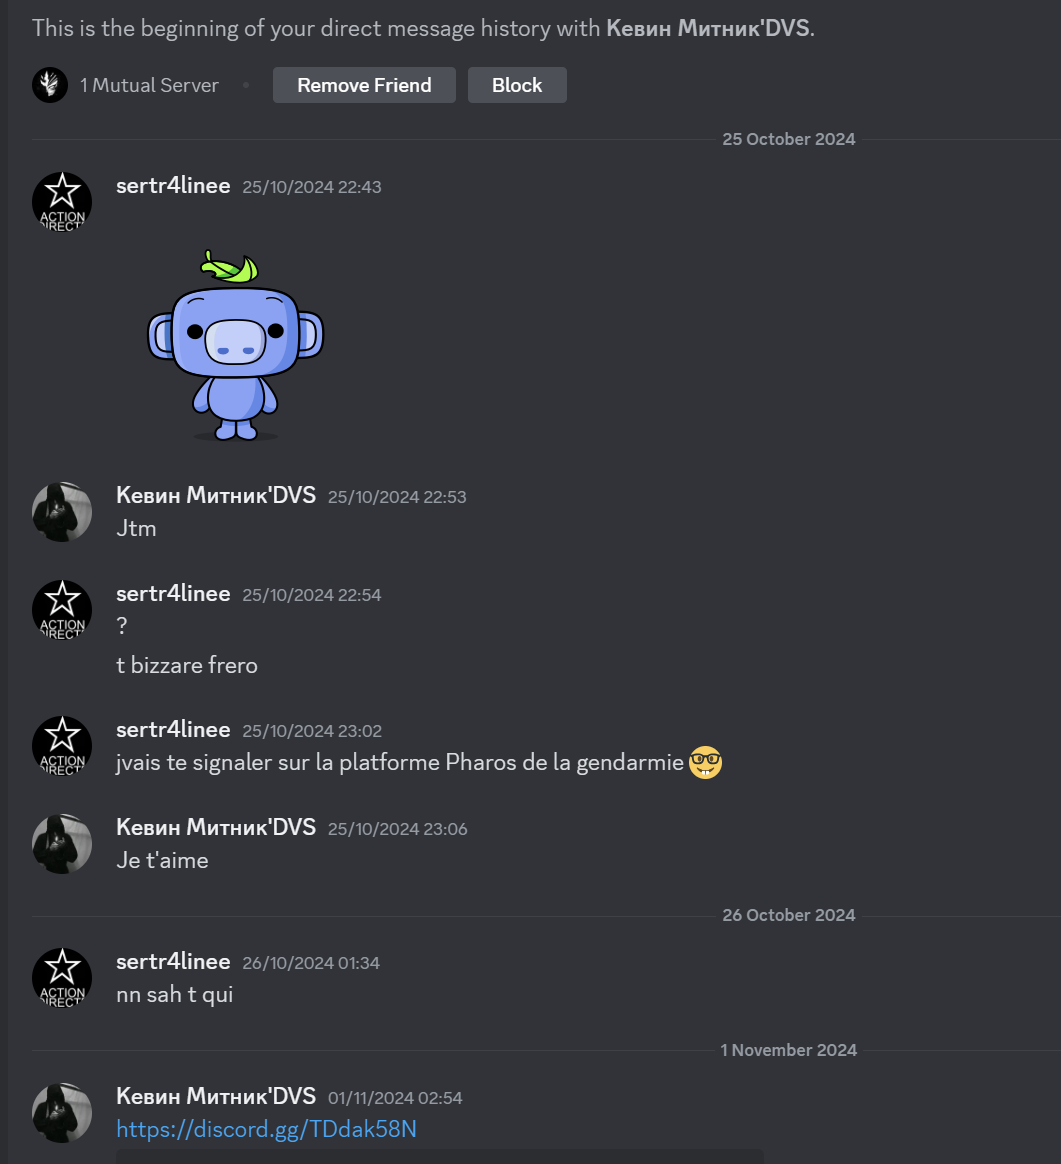 This is the beginning of your direct message history with Кевин Митник'DVS.
1 Mutual Server
Remove Friend
Block
25 October 2024
ACTION
DIRECT
sertr4linee 25/10/2024 22:43
Кевин Митник'DVS 25/10/2024 22:53
Jtm
ACTION
DIRECT
sertr4linee 25/10/2024 22:54
?
t bizzare frero
ACTION
DIRECT
sertr4linee 25/10/2024 23:02
jvais te signaler sur la platforme Pharos de la gendarmie 🤓
Кевин Митник'DVS 25/10/2024 23:06
Je t'aime
26 October 2024
ACTION
DIRECT
sertr4linee 26/10/2024 01:34
nn sah t qui
1 November 2024
Кевин Митник'DVS 01/11/2024 02:54
https://discord.gg/TDdak58N